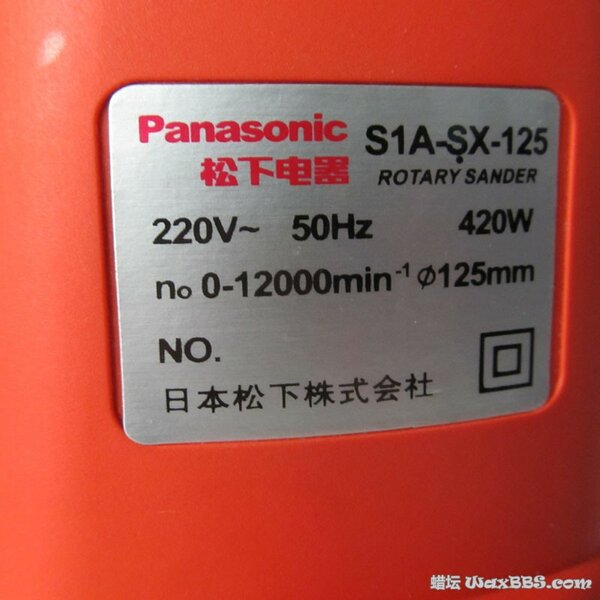 Panasonic S1A-SX-125
松下电器 ROTARY SANDER
220V~ 50Hz 420W
n₀ 0-12000min⁻¹ Φ125mm
NO.
日本松下株式会社
蜡坛 WaxBBS.com